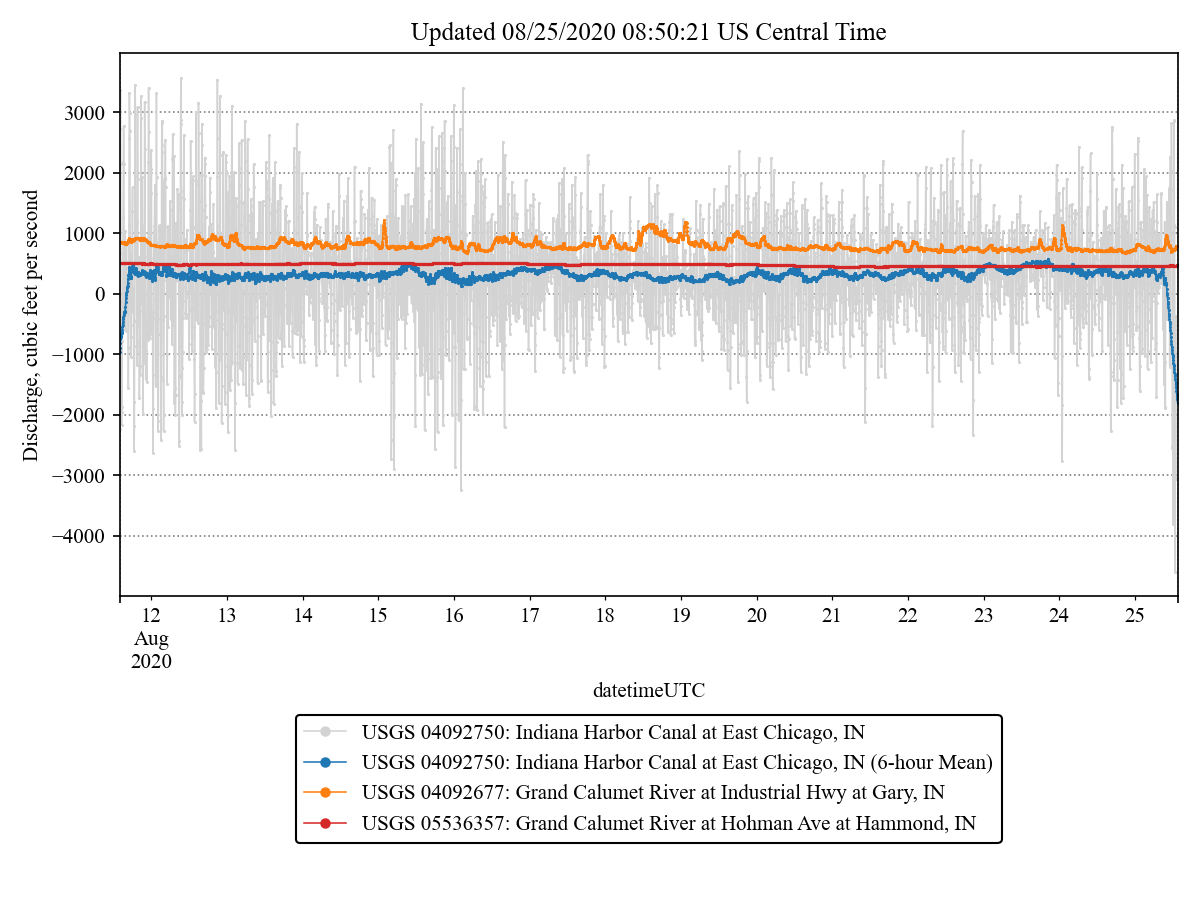 Updated 08/25/2020 08:50:21 US Central Time
Discharge, cubic feet per second
3000
2000
1000
0
−1000
−2000
−3000
−4000
12 13 14 15 16 17 18 19 20 21 22 23 24 25
Aug
2020
datetimeUTC
USGS 04092750: Indiana Harbor Canal at East Chicago, IN
USGS 04092750: Indiana Harbor Canal at East Chicago, IN (6-hour Mean)
USGS 04092677: Grand Calumet River at Industrial Hwy at Gary, IN
USGS 05536357: Grand Calumet River at Hohman Ave at Hammond, IN